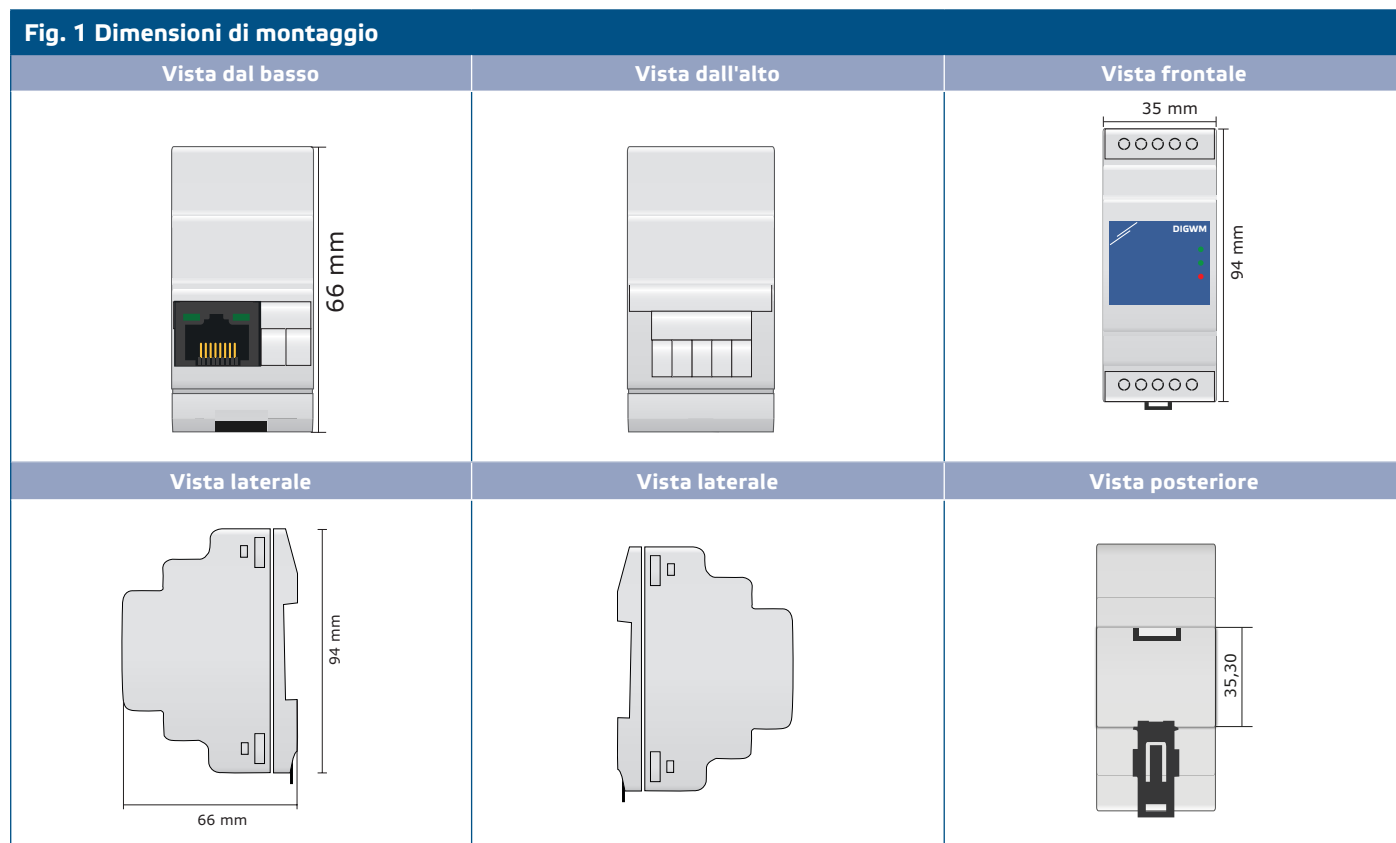 Fig. 1 Dimensioni di montaggio
Vista dal basso
Vista dall'alto
Vista frontale
66 mm
35 mm
DIGWM
94 mm
Vista laterale
Vista laterale
Vista posteriore
94 mm
66 mm
35,30